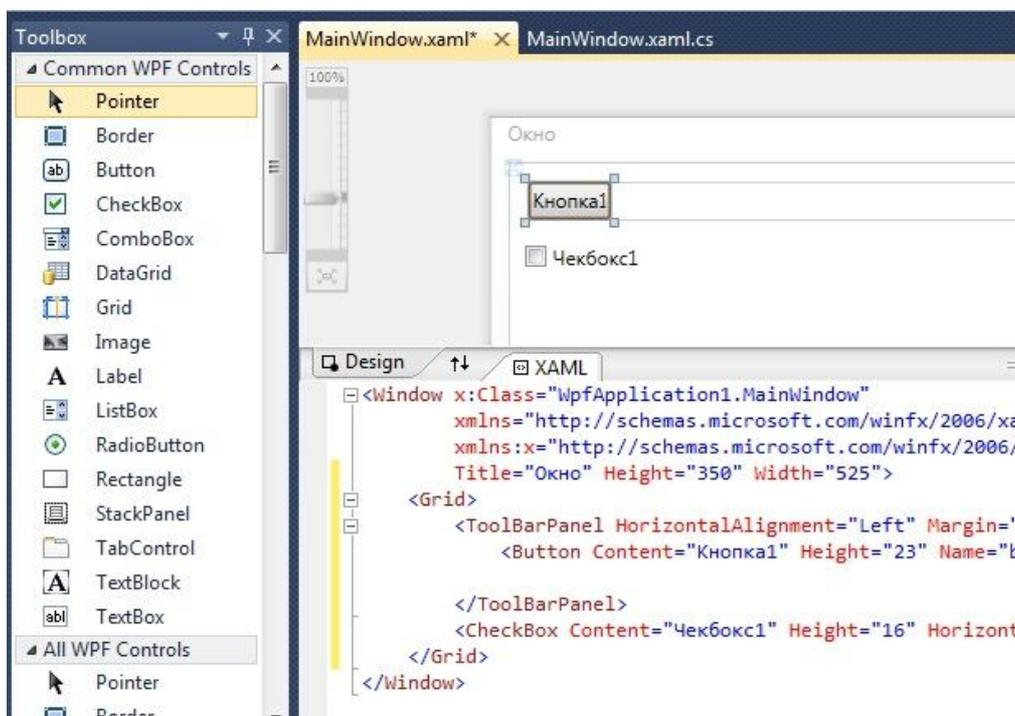 Toolbox
Common WPF Controls
Pointer
Border
Button
CheckBox
ComboBox
DataGrid
Grid
Image
Label
ListBox
RadioButton
Rectangle
StackPanel
TabControl
TextBlock
TextBox
All WPF Controls
Pointer
Border
MainWindow.xaml* MainWindow.xaml.cs
100%
Окно
Кнопка1
Чекбокс1
Design XAML
<Window x:Class="WpfApplication1.MainWindow"
xmlns="http://schemas.microsoft.com/winfx/2006/xa
xmlns:x="http://schemas.microsoft.com/winfx/2006/
Title="Окно" Height="350" Width="525">
<Grid>
<ToolBarPanel HorizontalAlignment="Left" Margin="
<Button Content="Кнопка1" Height="23" Name="b
</ToolBarPanel>
<CheckBox Content="Чекбокс1" Height="16" Horizont
</Grid>
</Window>